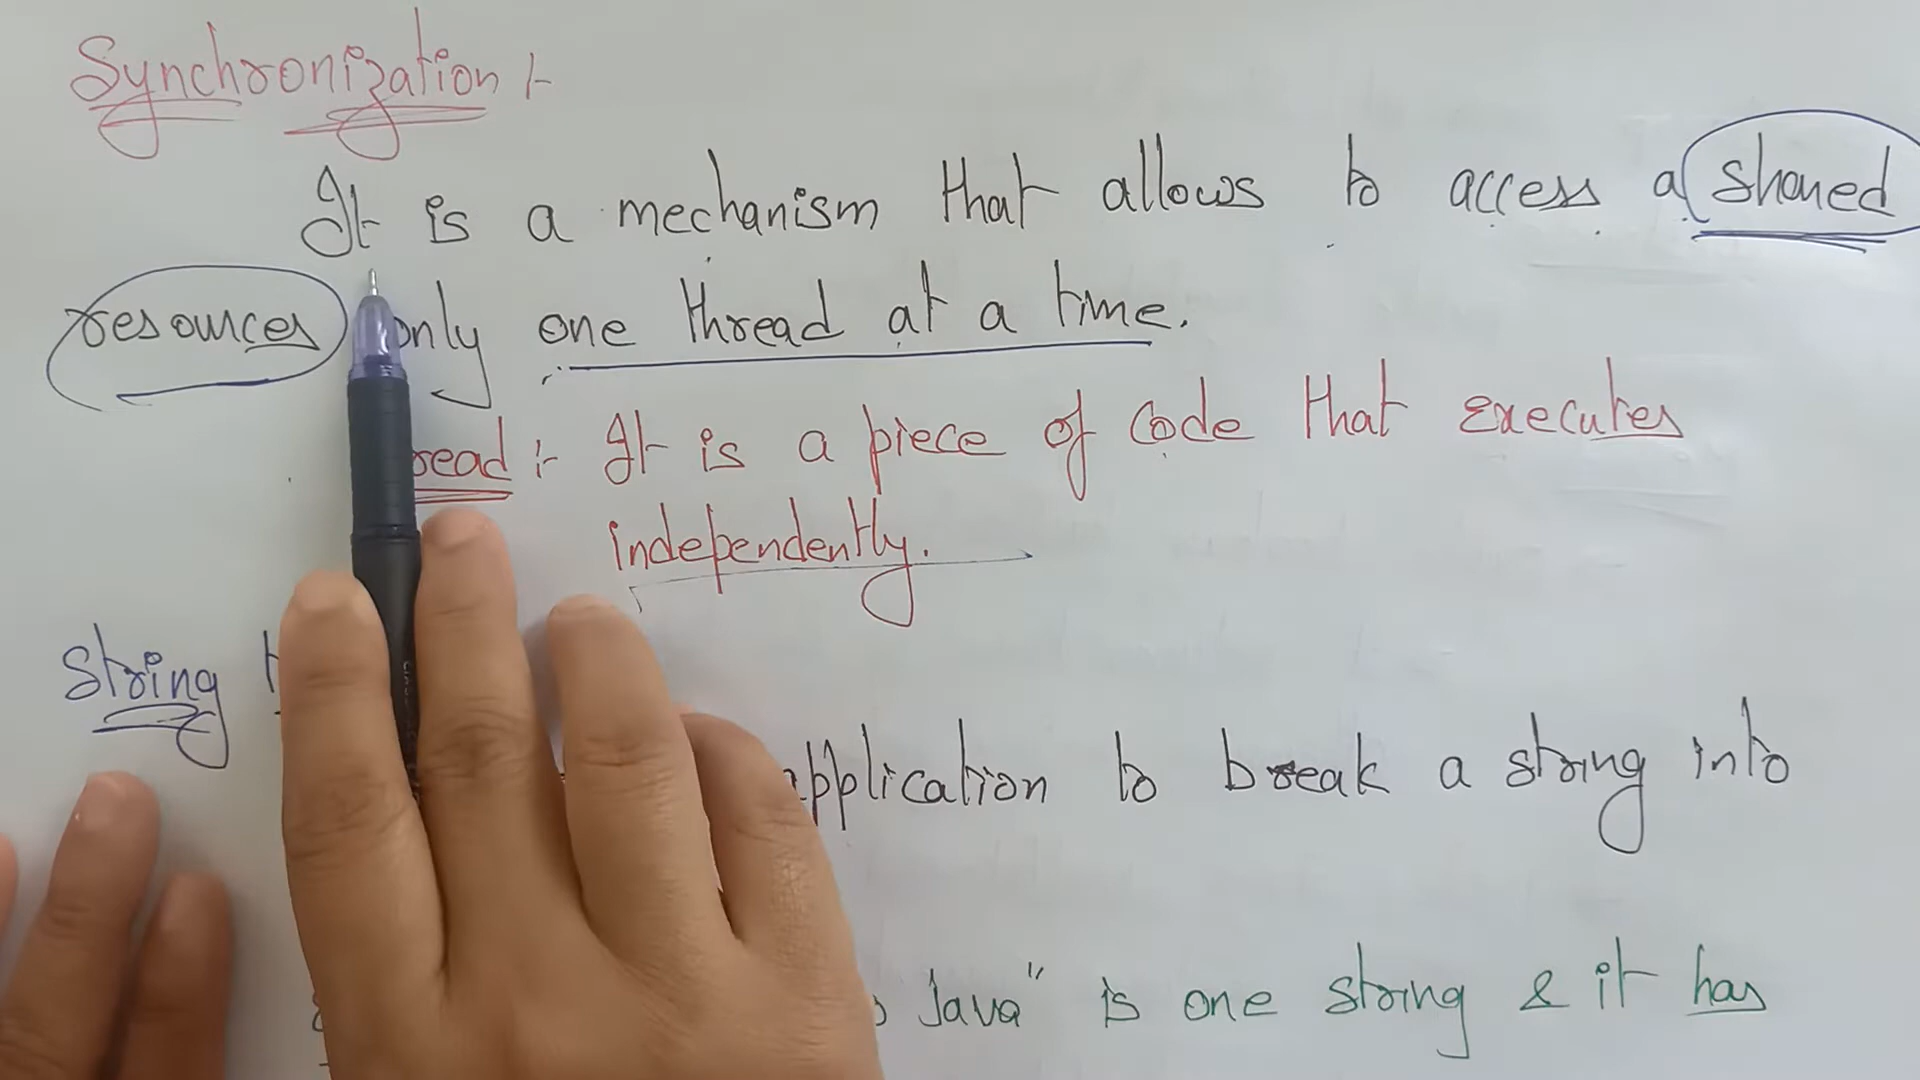 Synchronization :-
It is a mechanism that allows to access a shared
resources only one thread at a time.
:- It is a piece of code that executes
independently.
String
application to break a string into
Java" is one string & it has